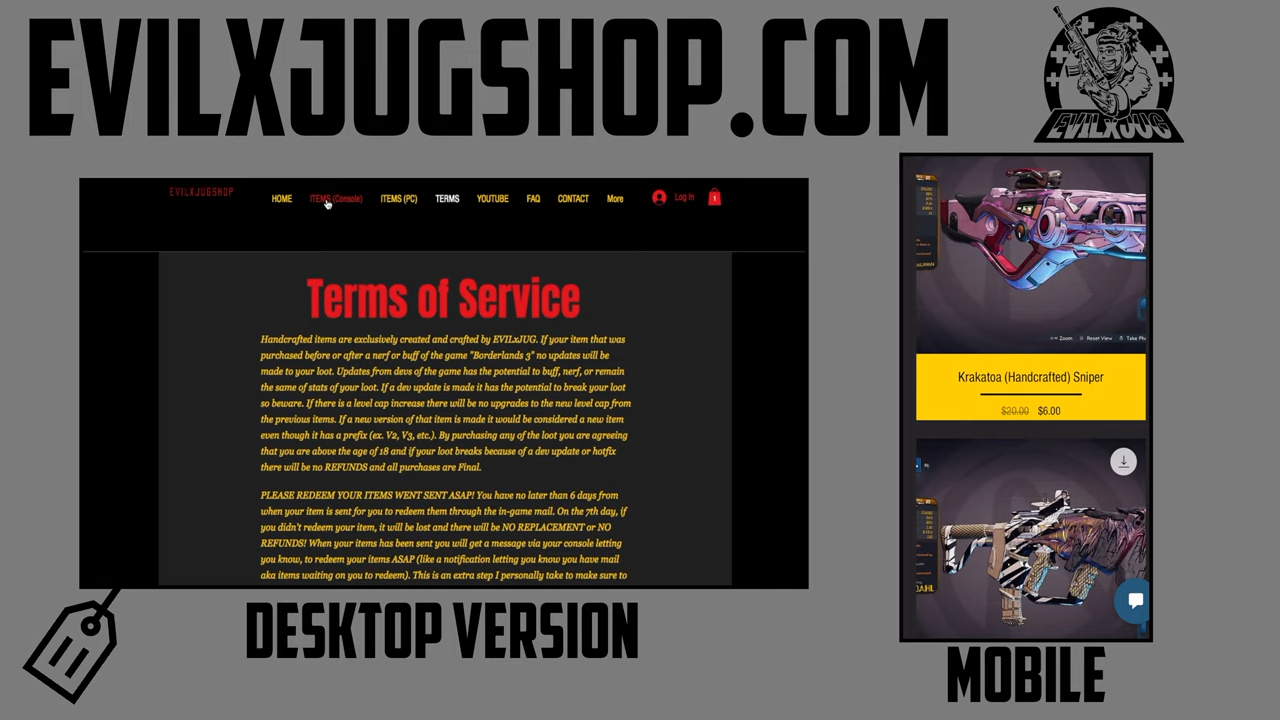 EVILXJUGSHOP.COM
EVILXJUG
EVILXJUGSHOP
HOME
ITEMS (Console)
ITEMS (PC)
TERMS
YOUTUBE
FAQ
CONTACT
More
Log In
1
Terms of Service
Handcrafted items are exclusively created and crafted by EVILxJUG. If your item that was
purchased before or after a nerf or buff of the game "Borderlands 3" no updates will be
made to your loot. Updates from devs of the game has the potential to buff, nerf, or remain
the same of stats of your loot. If a dev update is made it has the potential to break your loot
so beware. If there is a level cap increase there will be no upgrades to the new level cap from
the previous items. If a new version of that item is made it would be considered a new item
even though it has a prefix (ex. V2, V3, etc.). By purchasing any of the loot you are agreeing
that you are above the age of 18 and if your loot breaks because of a dev update or hotfix
there will be no REFUNDS and all purchases are Final.
PLEASE REDEEM YOUR ITEMS WENT SENT ASAP! You have no later than 6 days from
when your item is sent for you to redeem them through the in-game mail. On the 7th day, if
you didn't redeem your item, it will be lost and there will be NO REPLACEMENT or NO
REFUNDS! When your items has been sent you will get a message via your console letting
you know, to redeem your items ASAP (like a notification letting you know you have mail
aka items waiting on you to redeem). This is an extra step I personally take to make sure to
DESKTOP VERSION
Zoom
Reset View
Take Ph
Krakatoa (Handcrafted) Sniper
$20.00 $6.00
DAHL
MOBILE